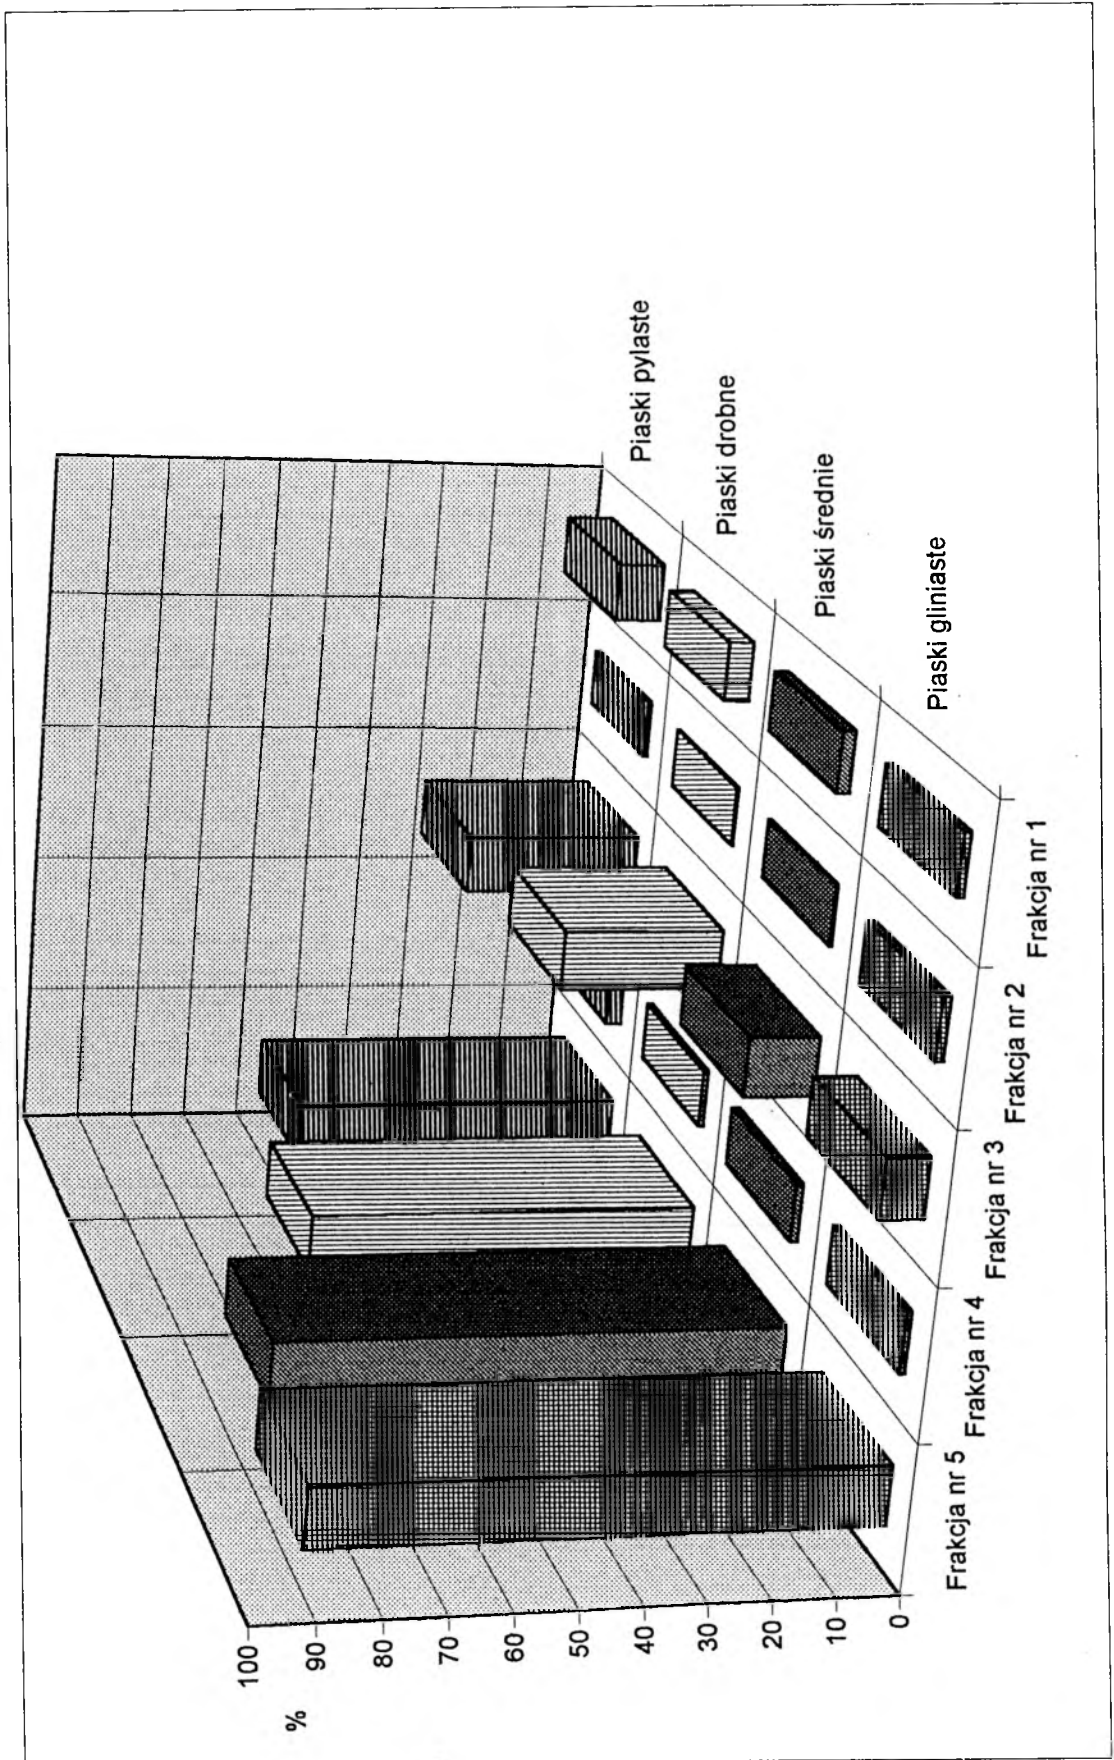 %
100
90
80
70
60
50
40
30
20
10
0
Frakcja nr 5
Frakcja nr 4
Frakcja nr 3
Frakcja nr 2
Frakcja nr 1
Piaski gliniaste
Piaski średnie
Piaski drobne
Piaski pylaste